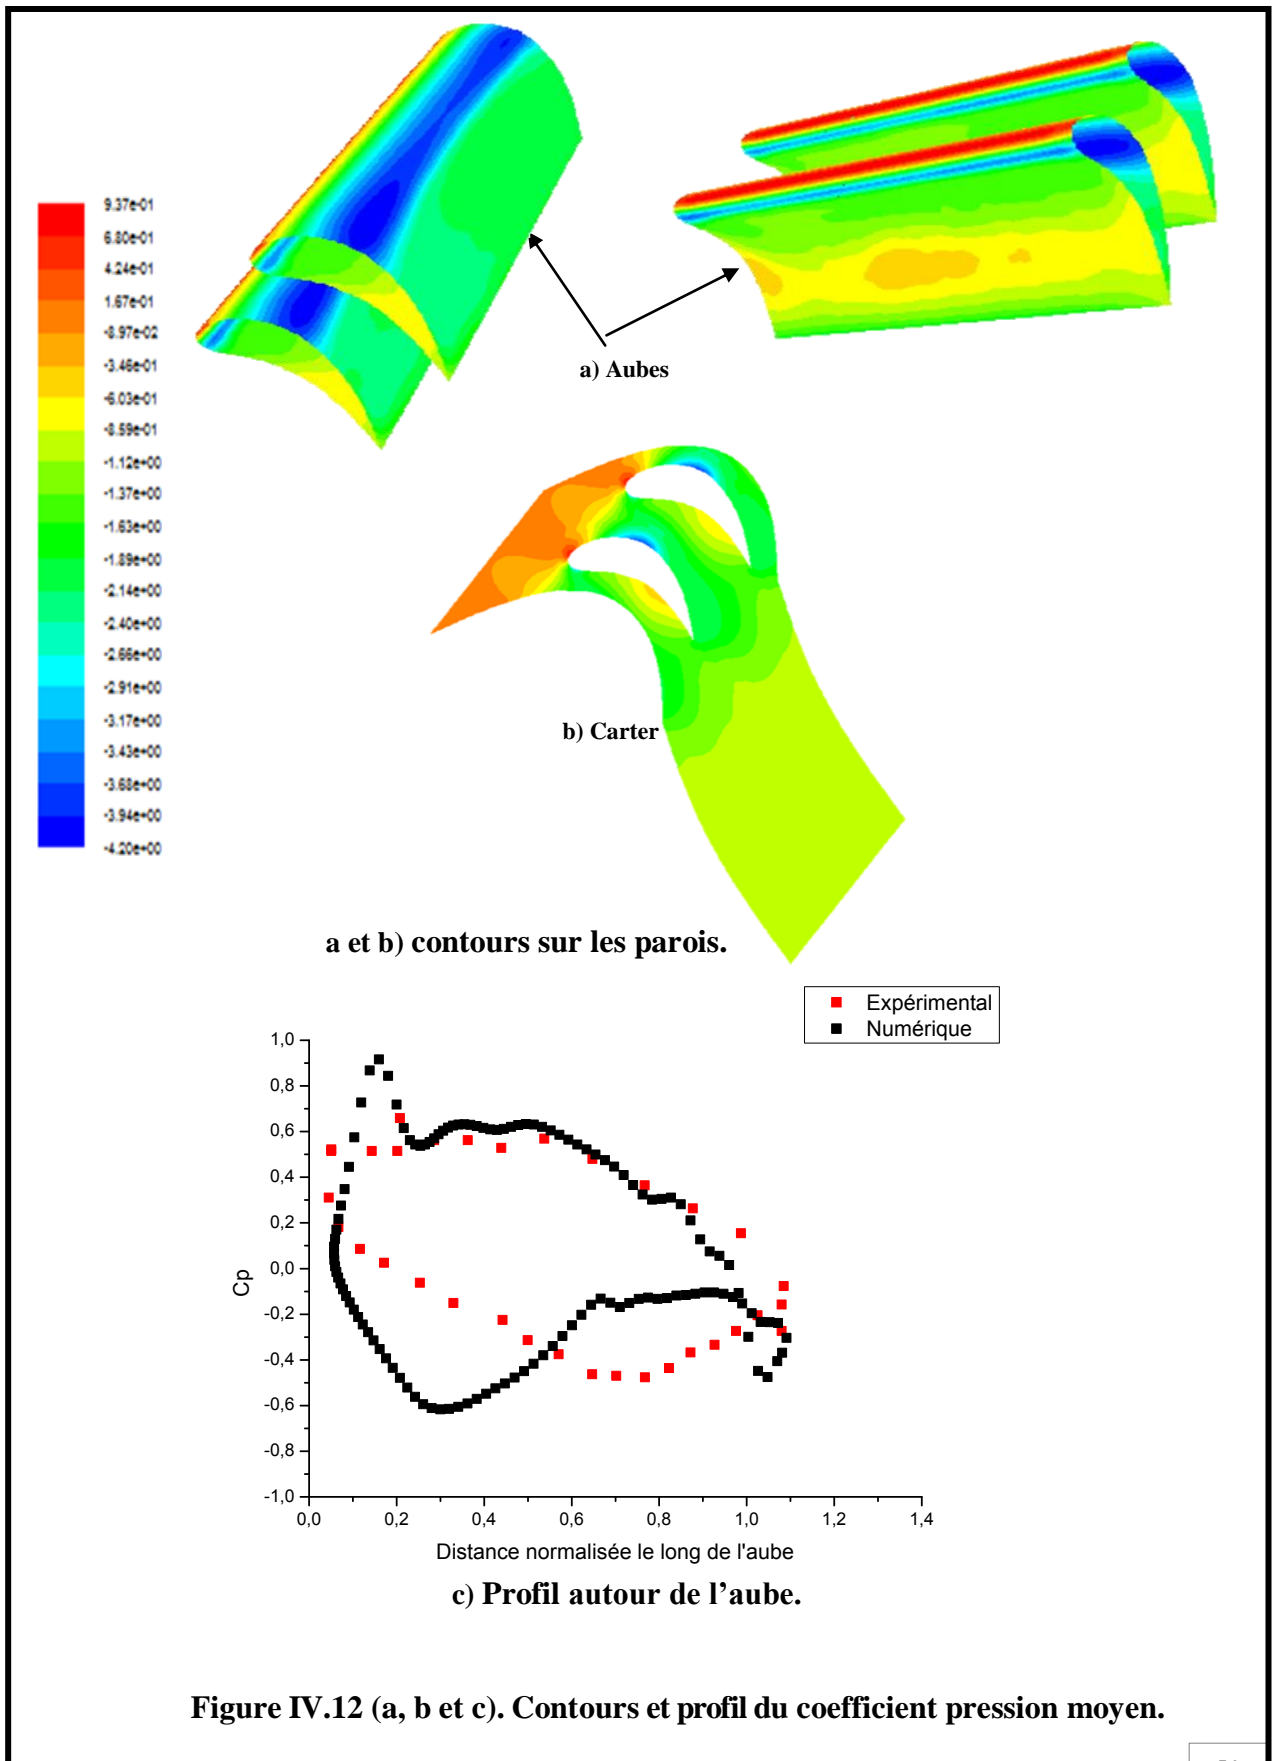 9.37e-01
6.80e-01
4.24e-01
1.67e-01
-8.97e-02
-3.46e-01
-6.03e-01
-8.59e-01
-1.12e+00
-1.37e+00
-1.63e+00
-1.89e+00
-2.14e+00
-2.40e+00
-2.66e+00
-2.91e+00
-3.17e+00
-3.43e+00
-3.68e+00
-3.94e+00
-4.20e+00
a) Aubes
b) Carter
a et b) contours sur les parois.
Expérimental
Numérique
1,0
0,8
0,6
0,4
0,2
0,0
-0,2
-0,4
-0,6
-0,8
-1,0
Cp
0,0 0,2 0,4 0,6 0,8 1,0 1,2 1,4
Distance normalisée le long de l'aube
c) Profil autour de l’aube.
Figure IV.12 (a, b et c). Contours et profil du coefficient pression moyen.